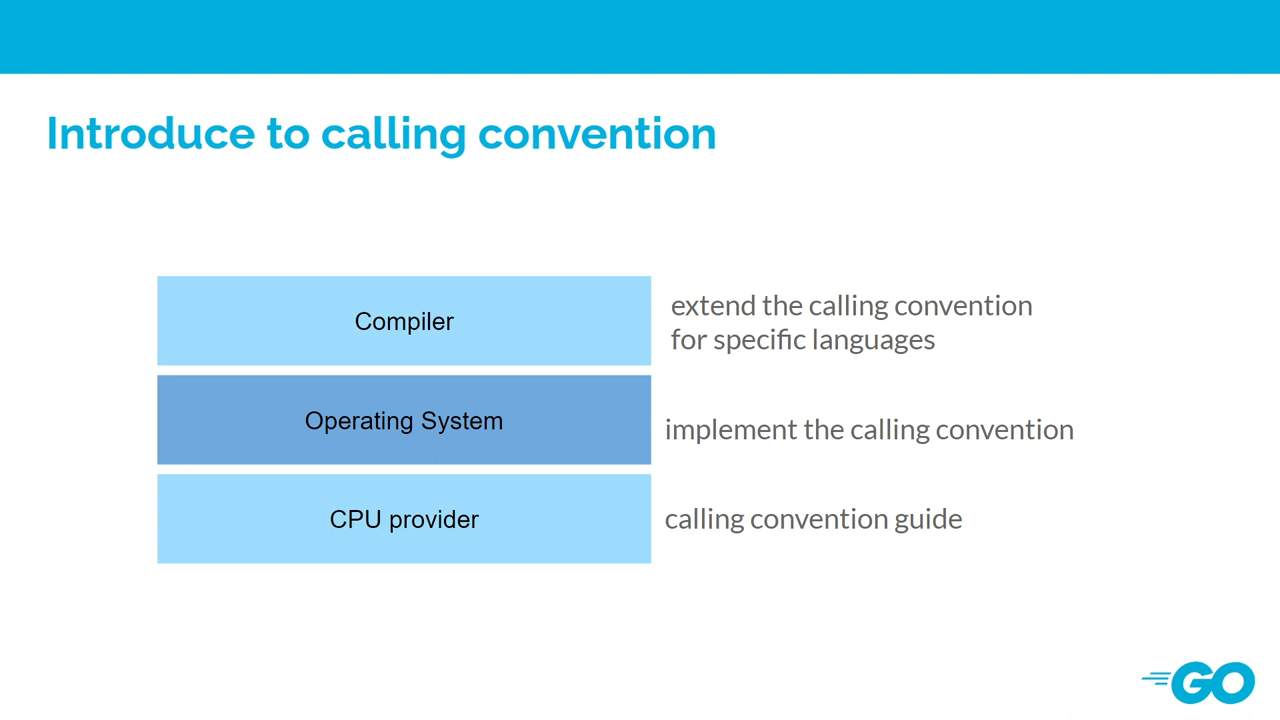 Introduce to calling convention
Compiler
extend the calling convention
for specific languages
Operating System
implement the calling convention
CPU provider
calling convention guide
GO